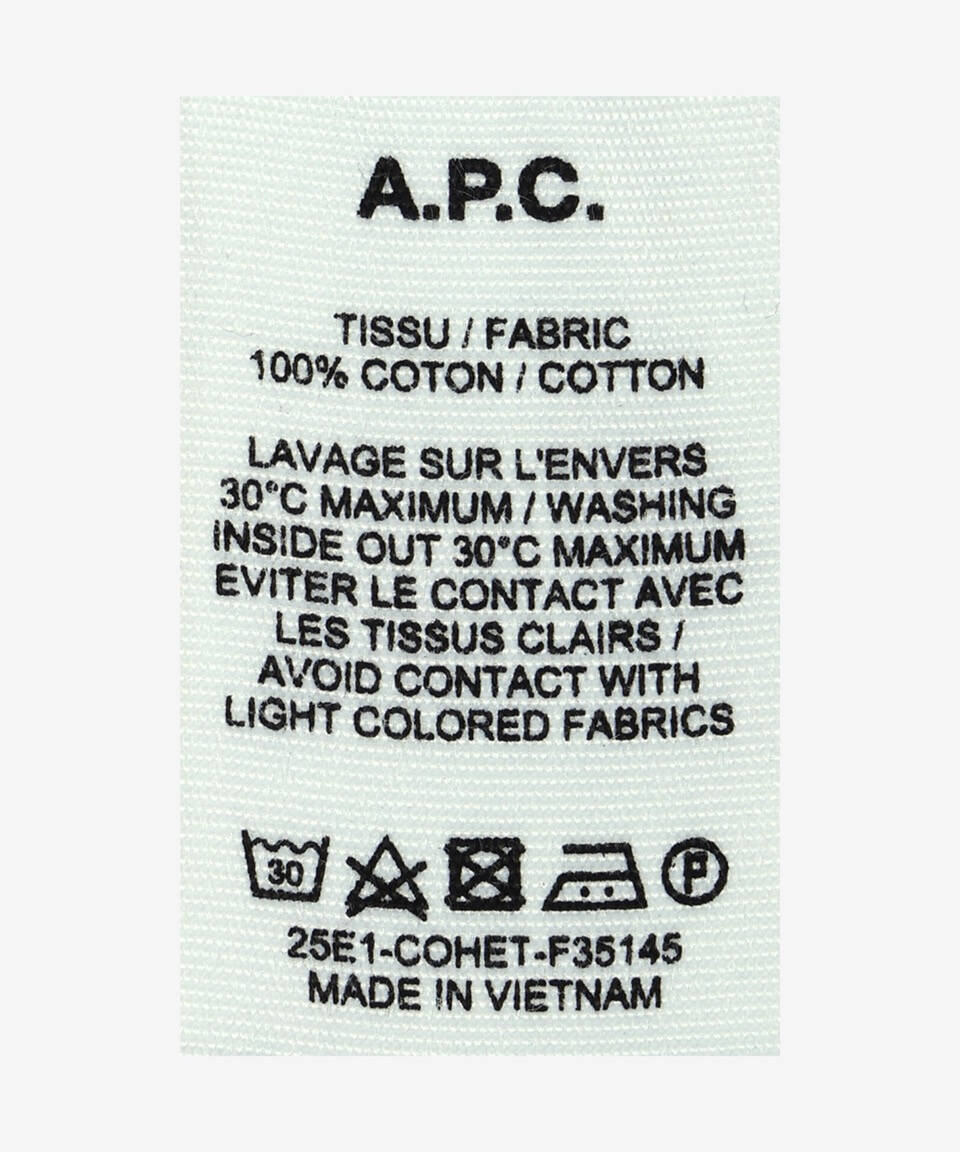 A.P.C.
TISSU / FABRIC
100% COTON / COTTON
LAVAGE SUR L'ENVERS
30°C MAXIMUM / WASHING
INSIDE OUT 30°C MAXIMUM
EVITER LE CONTACT AVEC
LES TISSUS CLAIRS /
AVOID CONTACT WITH
LIGHT COLORED FABRICS
30 P
25E1-COHET-F35145
MADE IN VIETNAM